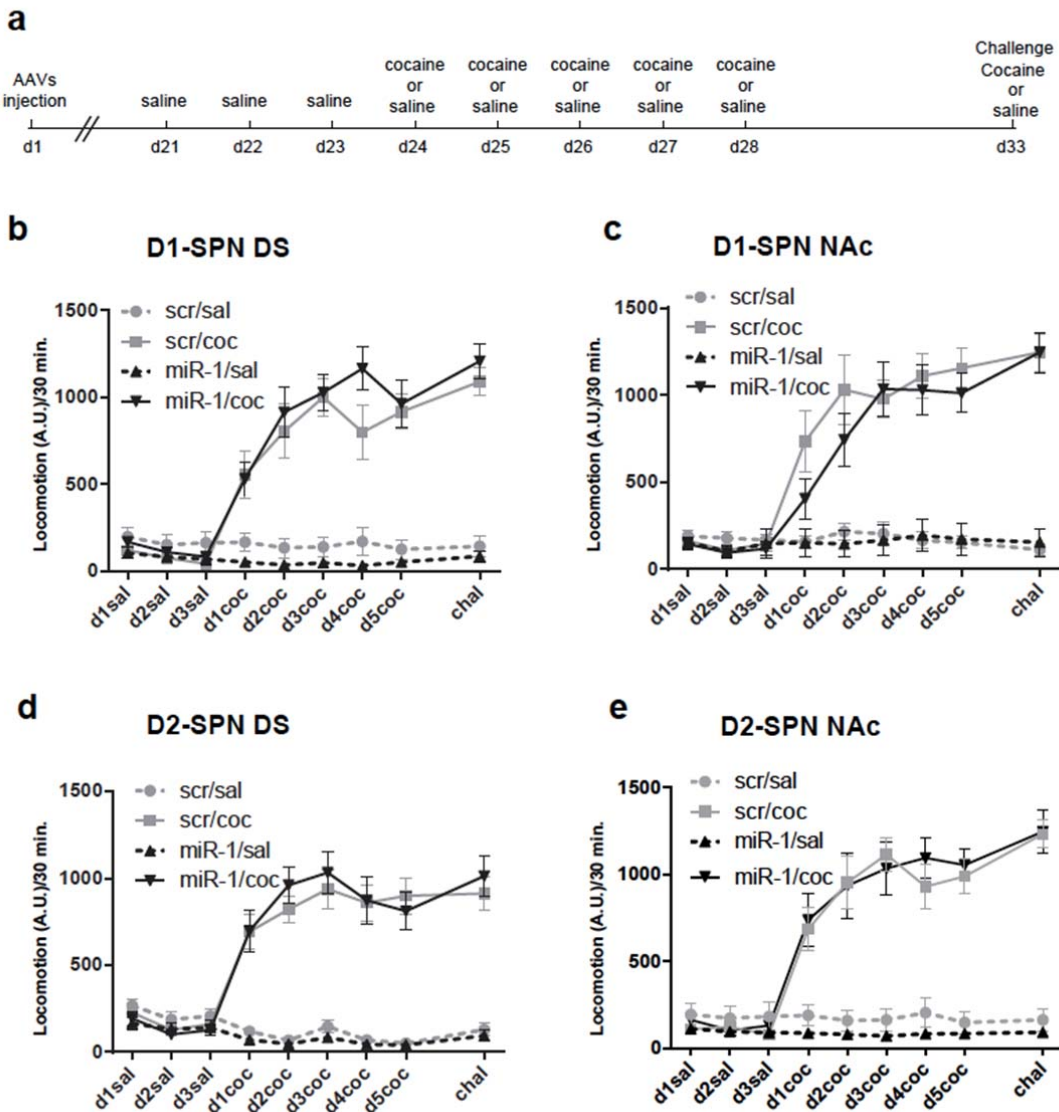 a
AAVs
injection
d1
saline
d21
saline
d22
saline
d23
cocaine
or
saline
d24
cocaine
or
saline
d25
cocaine
or
saline
d26
cocaine
or
saline
d27
cocaine
or
saline
d28
Challenge
Cocaine
or
saline
d33
b
D1-SPN DS
Locomotion (A.U.)/30 min.
1500
1000
500
0
scr/sal
scr/coc
miR-1/sal
miR-1/coc
d1sal
d2sal
d3sal
d1coc
d2coc
d3coc
d4coc
d5coc
chal
c
D1-SPN NAc
Locomotion (A.U.)/30 min.
1500
1000
500
0
scr/sal
scr/coc
miR-1/sal
miR-1/coc
d1sal
d2sal
d3sal
d1coc
d2coc
d3coc
d4coc
d5coc
chal
d
D2-SPN DS
Locomotion (A.U.)/30 min.
1500
1000
500
0
scr/sal
scr/coc
miR-1/sal
miR-1/coc
d1sal
d2sal
d3sal
d1coc
d2coc
d3coc
d4coc
d5coc
chal
e
D2-SPN NAc
Locomotion (A.U.)/30 min.
1500
1000
500
0
scr/sal
scr/coc
miR-1/sal
miR-1/coc
d1sal
d2sal
d3sal
d1coc
d2coc
d3coc
d4coc
d5coc
chal